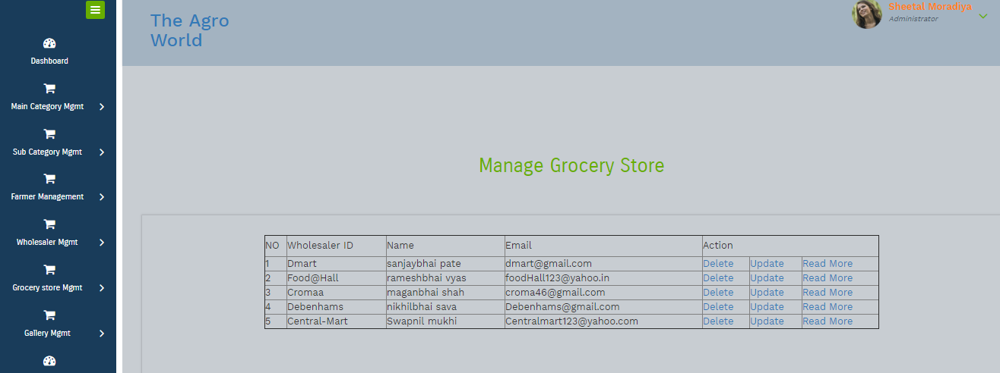 The Agro
World
Sheetal Moradiya
Administrator
Dashboard
Main Category Mgmt
Sub Category Mgmt
Farmer Management
Wholesaler Mgmt
Grocery store Mgmt
Gallery Mgmt
Manage Grocery Store
NO Wholesaler ID Name Email Action
1 Dmart sanjaybhai pate dmart@gmail.com Delete Update Read More
2 Food@Hall rameshbhai vyas foodHall123@yahoo.in Delete Update Read More
3 Cromaa maganbhai shah croma46@gmail.com Delete Update Read More
4 Debenhams nikhilbhai sava Debenhams@gmail.com Delete Update Read More
5 Central-Mart Swapnil mukhi Centralmart123@yahoo.com Delete Update Read More